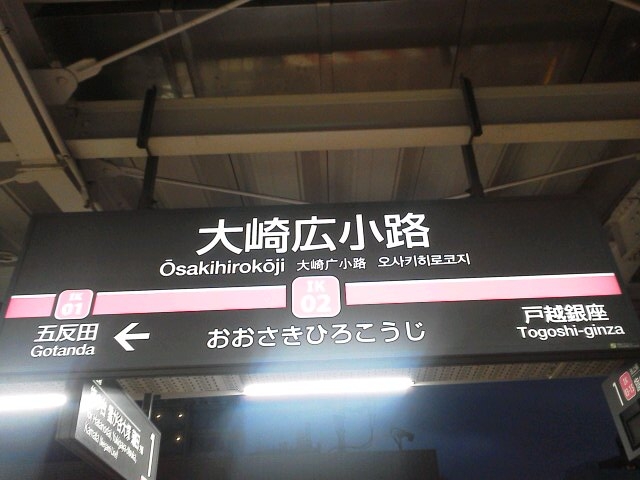 大崎広小路
Ōsakihirokōji 大崎广小路 오사키히로코지
IK 01
IK 02
五反田 ← おおさきひろこうじ 戸越銀座
Gotanda Togoshi-ginza
1
1